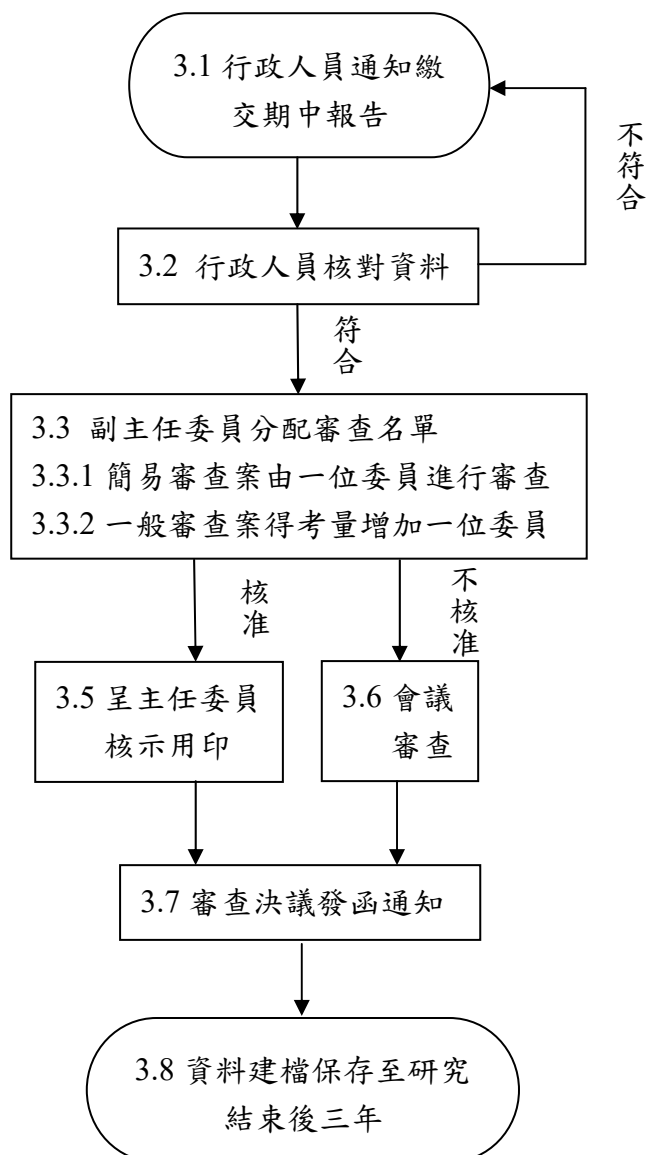 3.1 行政人員通知繳
交期中報告
不符合
3.2 行政人員核對資料
符合
3.3 副主任委員分配審查名單
3.3.1 簡易審查案由一位委員進行審查
3.3.2 一般審查案得考量增加一位委員
核准
不核准
3.5 呈主任委員
核示用印
3.6 會議
審查
3.7 審查決議發函通知
3.8 資料建檔保存至研究
結束後三年